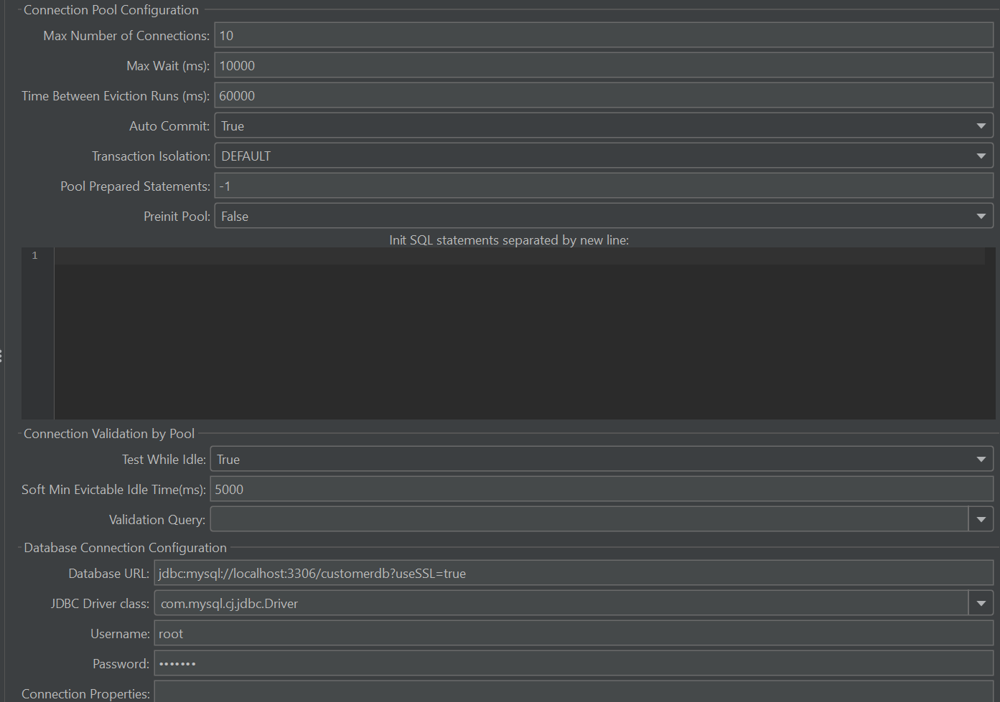 Connection Pool Configuration
Max Number of Connections: 10
Max Wait (ms): 10000
Time Between Eviction Runs (ms): 60000
Auto Commit: True
Transaction Isolation: DEFAULT
Pool Prepared Statements: -1
Preinit Pool: False
Init SQL statements separated by new line:
1
Connection Validation by Pool
Test While Idle: True
Soft Min Evictable Idle Time(ms): 5000
Validation Query:
Database Connection Configuration
Database URL: jdbc:mysql://localhost:3306/customerdb?useSSL=true
JDBC Driver class: com.mysql.cj.jdbc.Driver
Username: root
Password: •••••••
Connection Properties: